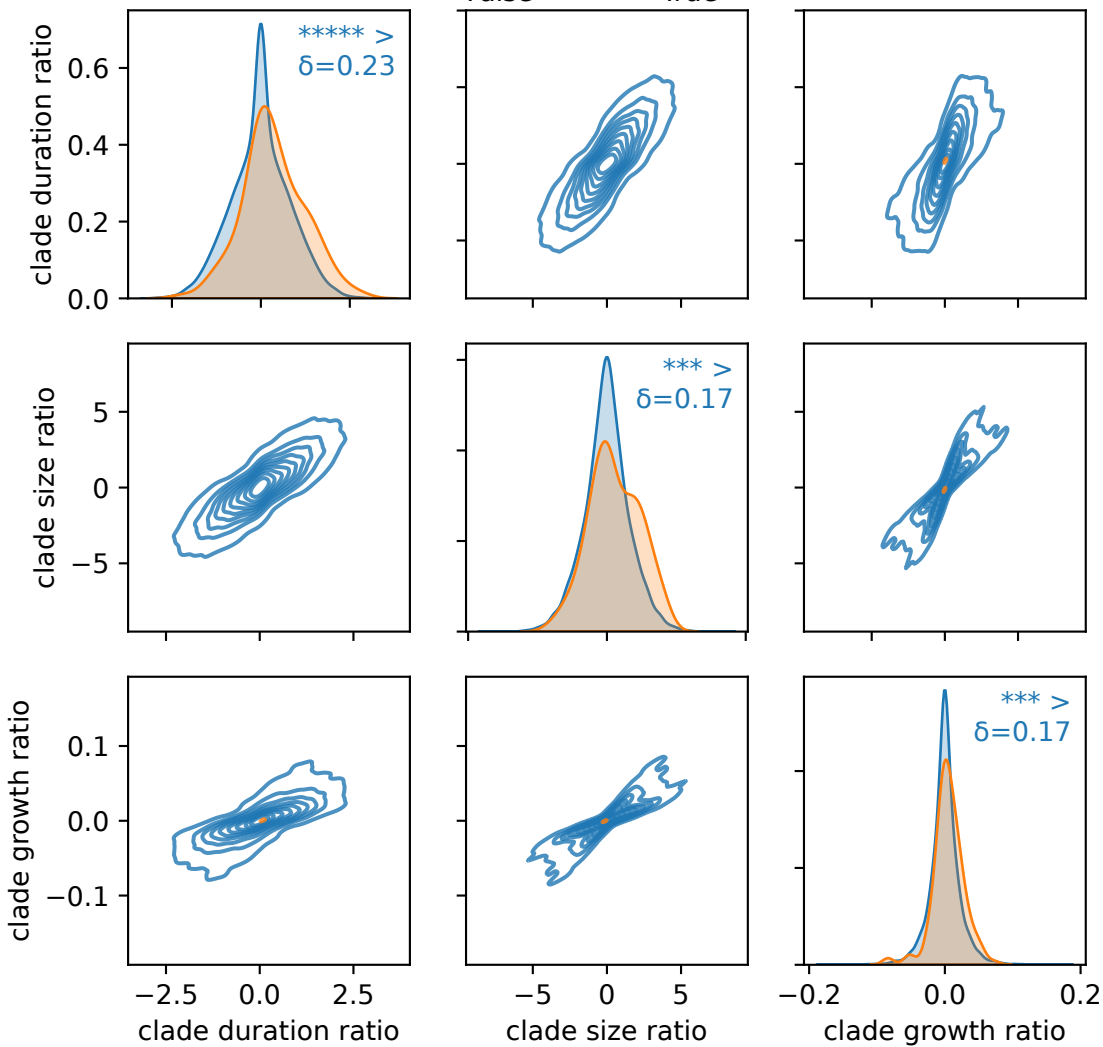 ***** >
δ=0.23
clade duration ratio
0.6
0.4
0.2
0.0
*** >
δ=0.17
clade size ratio
5
0
−5
*** >
δ=0.17
clade growth ratio
0.1
0.0
−0.1
−2.5 0.0 2.5
clade duration ratio
−5 0 5
clade size ratio
−0.2 0.0 0.2
clade growth ratio